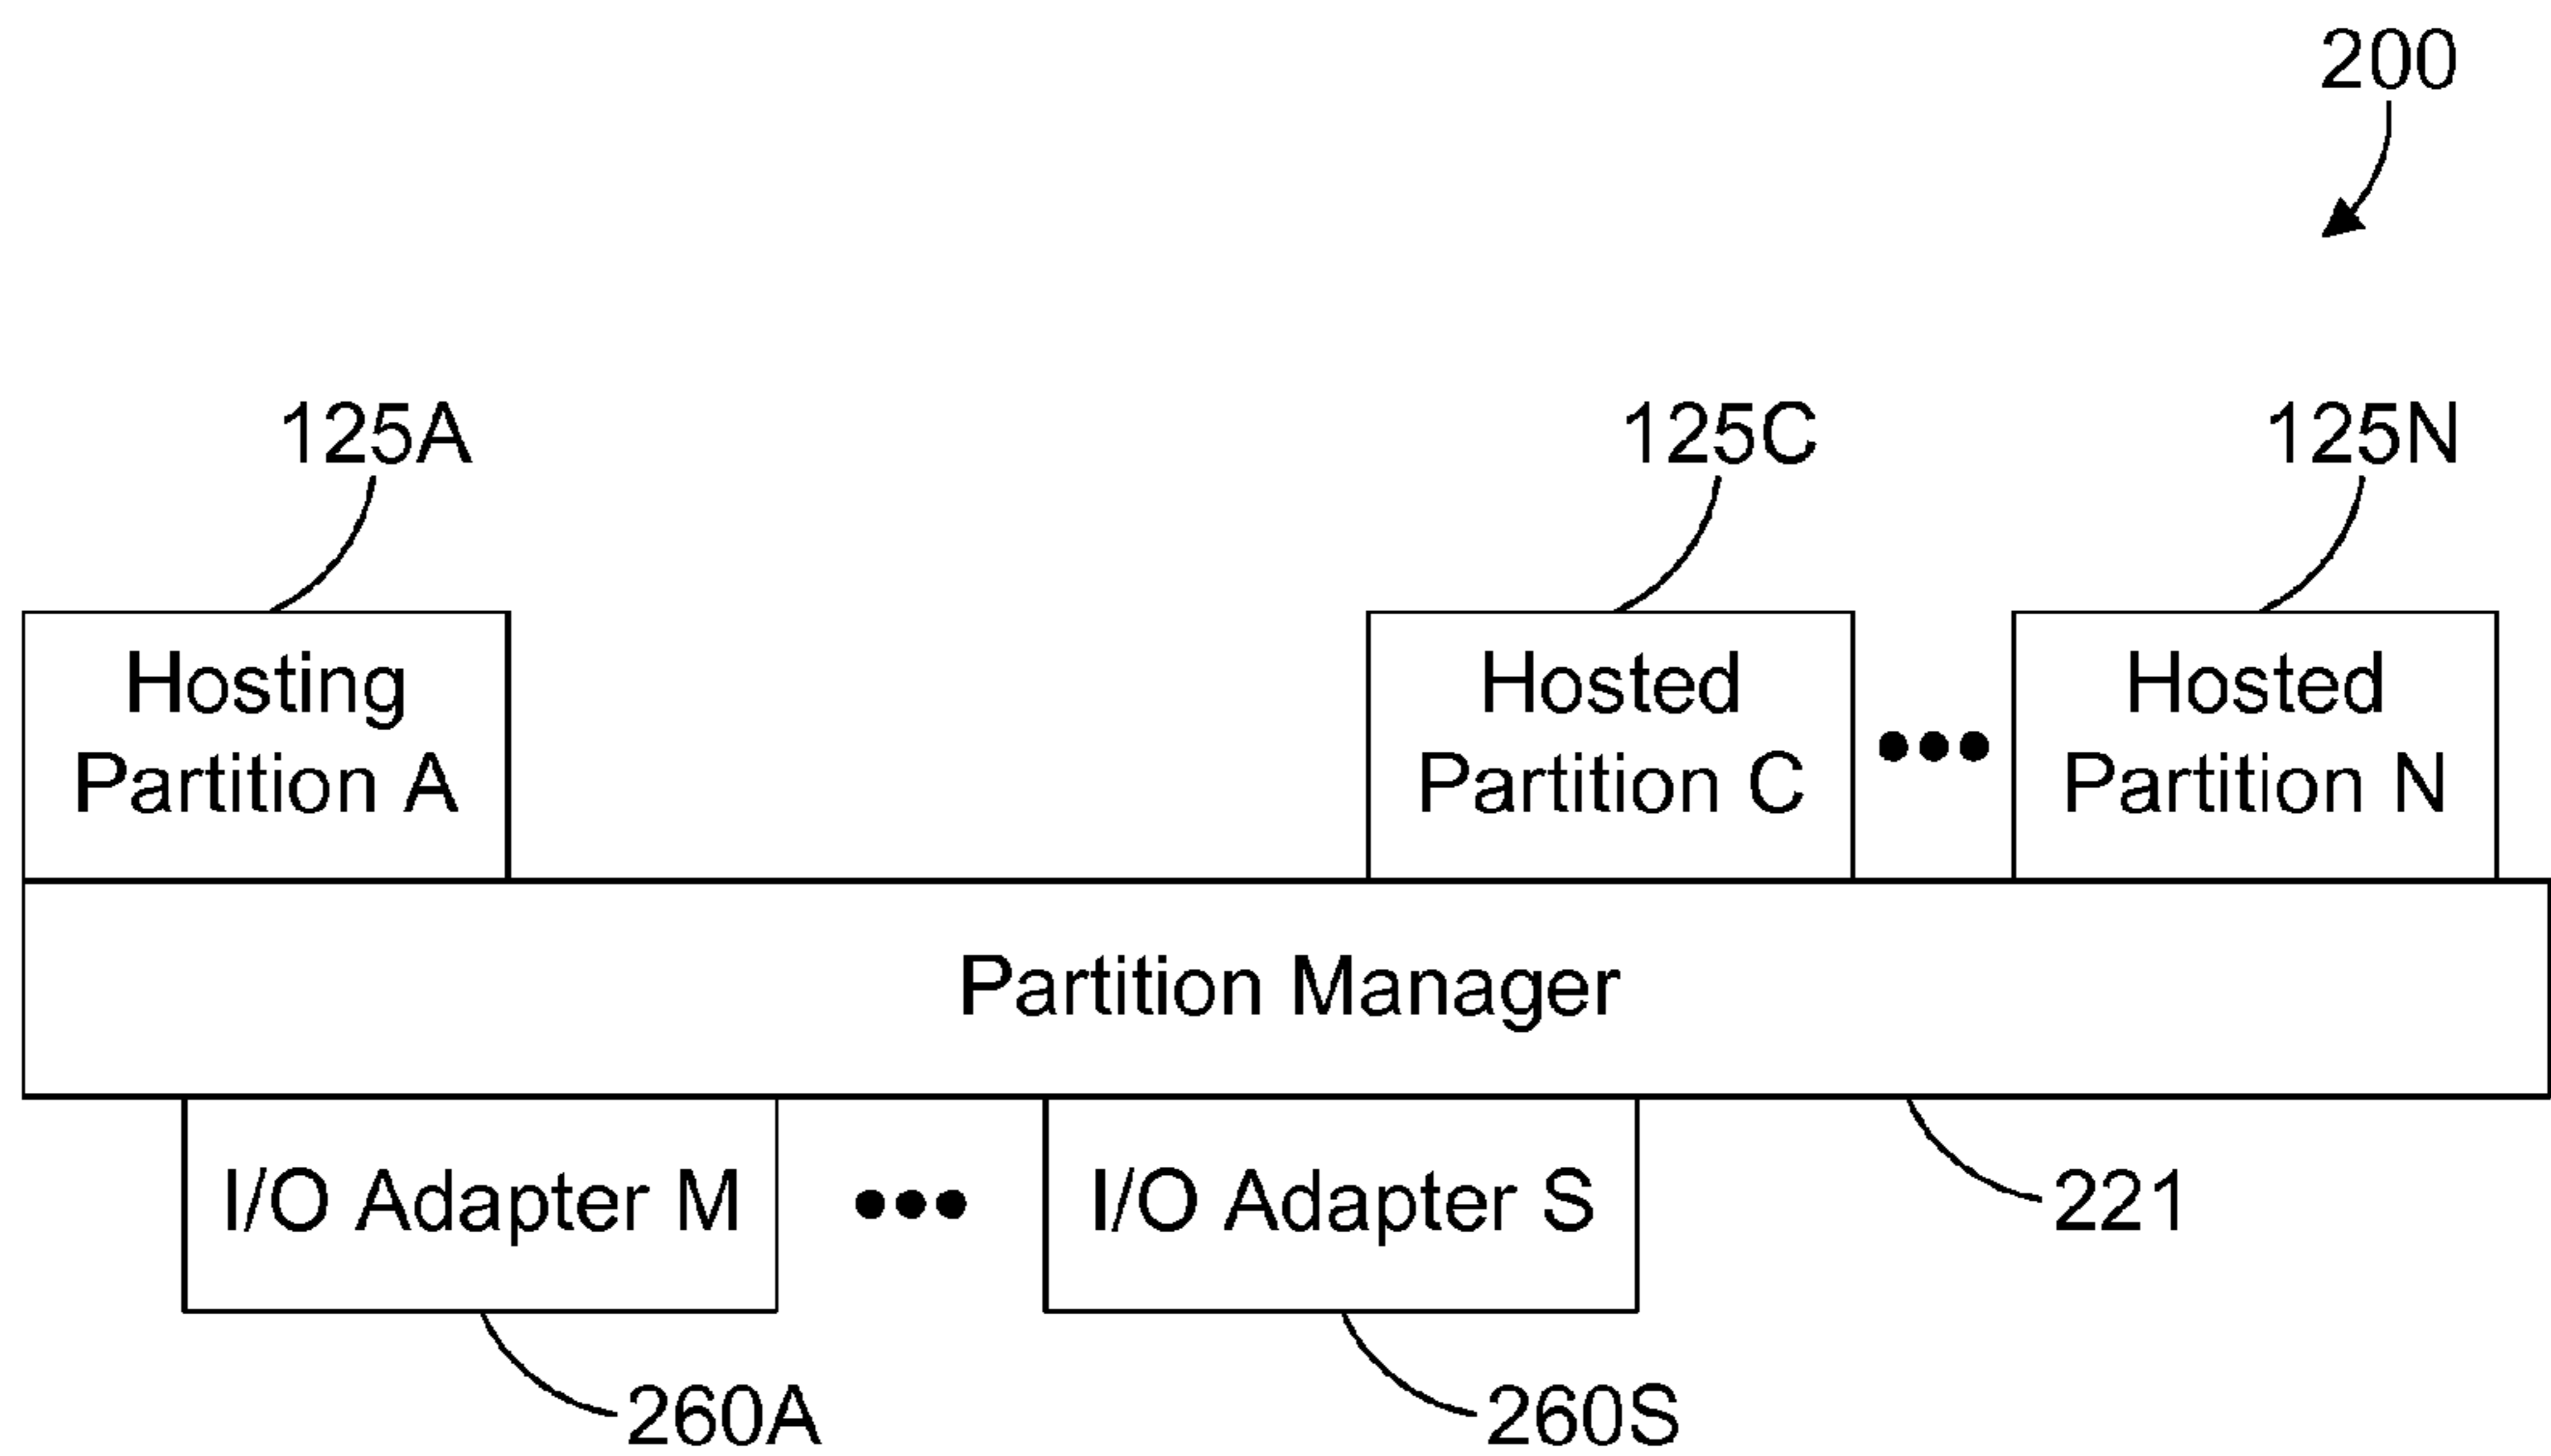 200
125A
125C
125N
Hosting
Partition A
Hosted
Partition C
Hosted
Partition N
Partition Manager
I/O Adapter M
I/O Adapter S
221
260A
260S